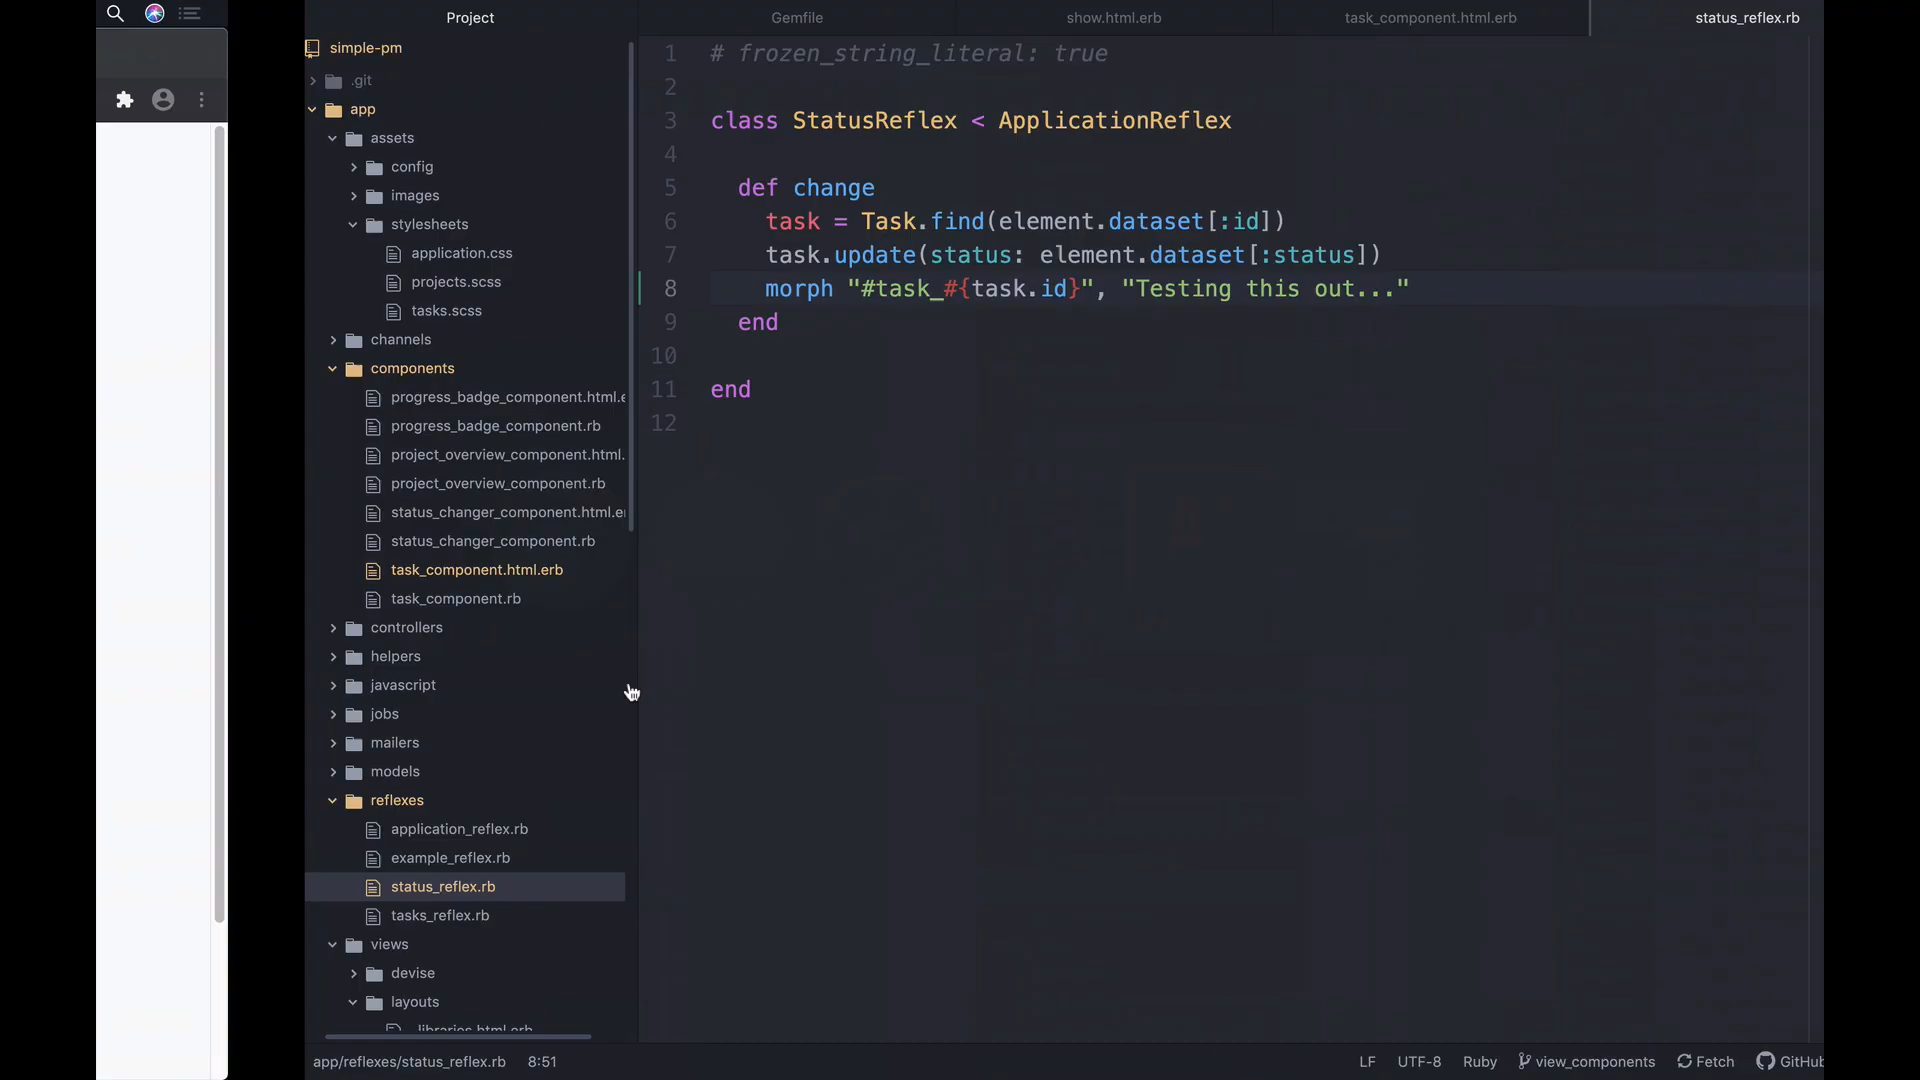 Project
simple-pm
.git
app
assets
config
images
stylesheets
application.css
projects.scss
tasks.scss
channels
components
progress_badge_component.html.e
progress_badge_component.rb
project_overview_component.html.
project_overview_component.rb
status_changer_component.html.er
status_changer_component.rb
task_component.html.erb
task_component.rb
controllers
helpers
javascript
jobs
mailers
models
reflexes
application_reflex.rb
example_reflex.rb
status_reflex.rb
tasks_reflex.rb
views
devise
layouts
_libraries.html.erb
Gemfile show.html.erb task_component.html.erb status_reflex.rb
1 # frozen_string_literal: true
2
3 class StatusReflex < ApplicationReflex
4
5 def change
6 task = Task.find(element.dataset[:id])
7 task.update(status: element.dataset[:status])
8 morph "#task_#{task.id}", "Testing this out..."
9 end
10
11 end
12
app/reflexes/status_reflex.rb 8:51 LF UTF-8 Ruby view_components Fetch GitHub